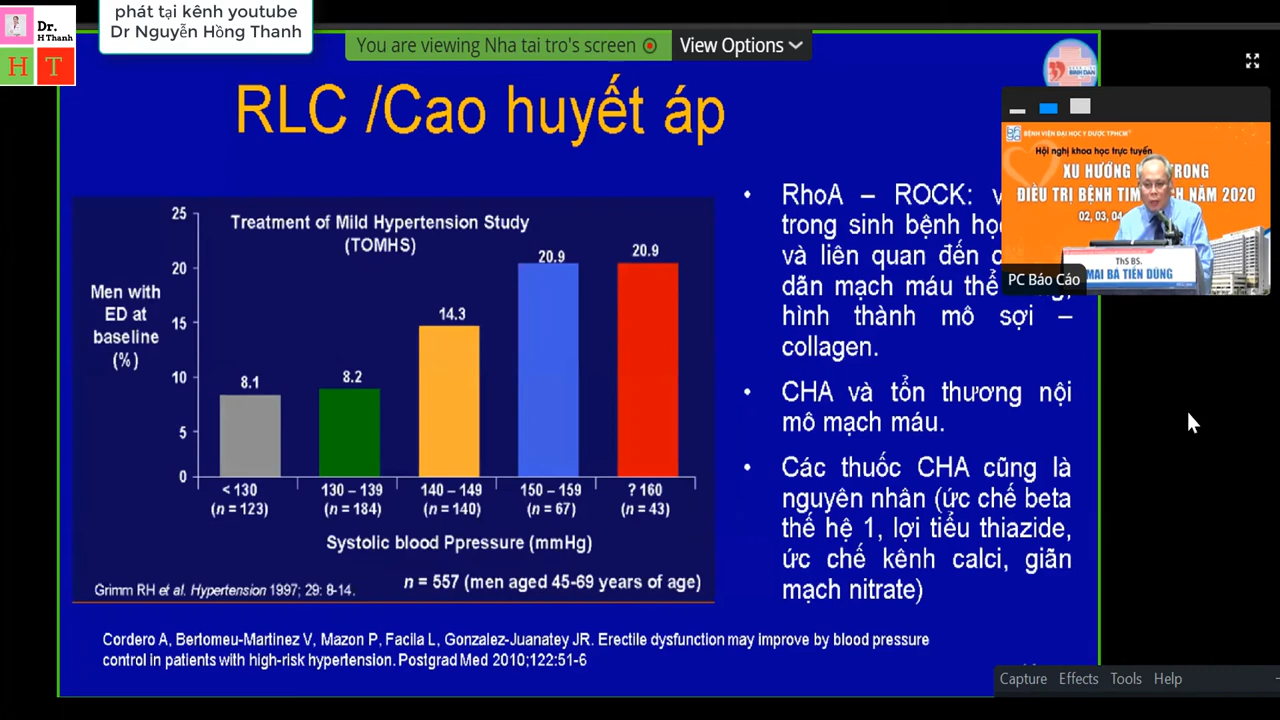 phát tại kênh youtube
Dr Nguyễn Hồng Thanh
Dr.
H Thanh
H T
You are viewing Nha tai tro's screen
View Options
BINH DAN
RLC /Cao huyết áp
Treatment of Mild Hypertension Study
(TOMHS)
Men with
ED at
baseline
(%)
25
20
15
10
5
0
8.1
8.2
14.3
20.9
20.9
< 130
(n = 123)
130 – 139
(n = 184)
140 – 149
(n = 140)
150 – 159
(n = 67)
? 160
(n = 43)
Systolic blood Ppressure (mmHg)
n = 557 (men aged 45-69 years of age)
Grimm RH et al. Hypertension 1997; 29: 8-14.
• RhoA – ROCK:
trong sinh bệnh học
và liên quan đến
dẫn mạch máu thể
hình thành mô sợi –
collagen.
• CHA và tổn thương nội
mô mạch máu.
• Các thuốc CHA cũng là
nguyên nhân (ức chế beta
thế hệ 1, lợi tiểu thiazide,
ức chế kênh calci, giãn
mạch nitrate)
Cordero A, Bertomeu-Martinez V, Mazon P, Facila L, Gonzalez-Juanatey JR. Erectile dysfunction may improve by blood pressure
control in patients with high-risk hypertension. Postgrad Med 2010;122:51-6
BỆNH VIỆN ĐẠI HỌC Y DƯỢC TPHCM
Hội nghị khoa học trực tuyến
XU HƯỚNG TRONG
ĐIỀU TRỊ BỆNH TIM NĂM 2020
02, 03, 04
ThS BS.
MAI BÁ TIẾN DŨNG
PC Báo Cáo
Capture Effects Tools Help